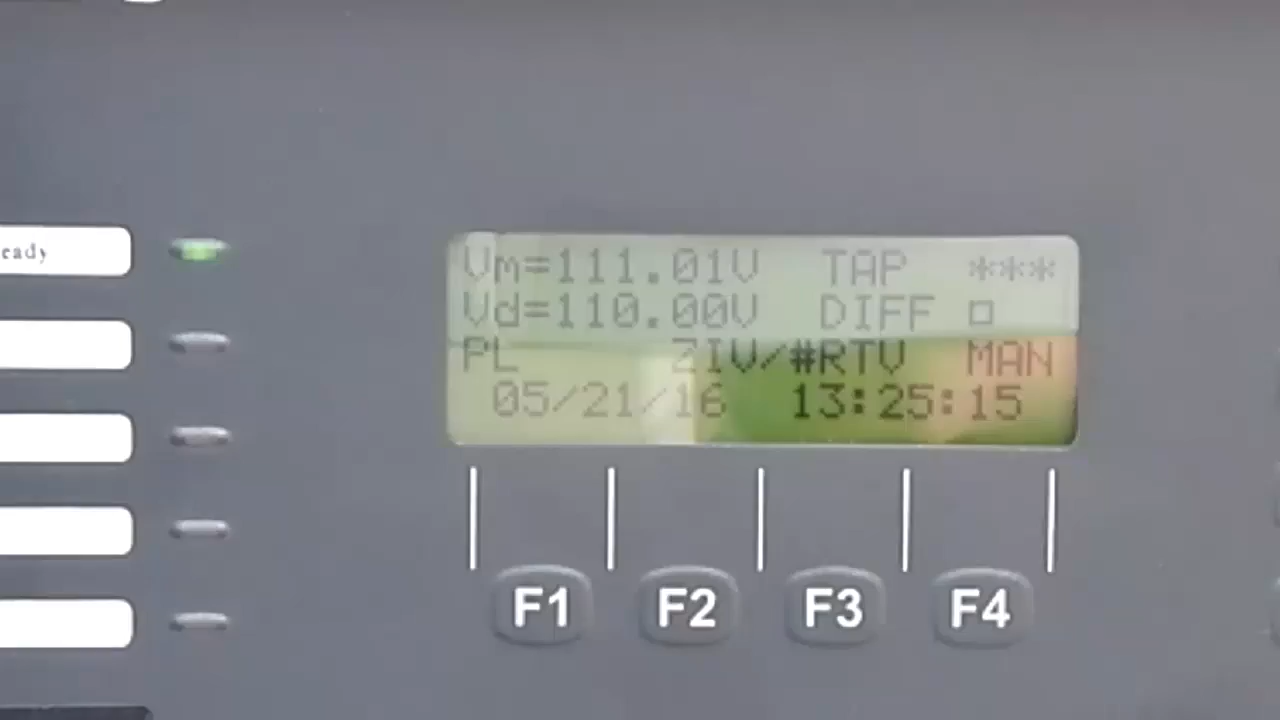 eady
Vm=111.01V TAP ***
Vd=110.00V DIFF □
PL ZIV/#RTV MAN
05/21/16 13:25:15
F1 F2 F3 F4